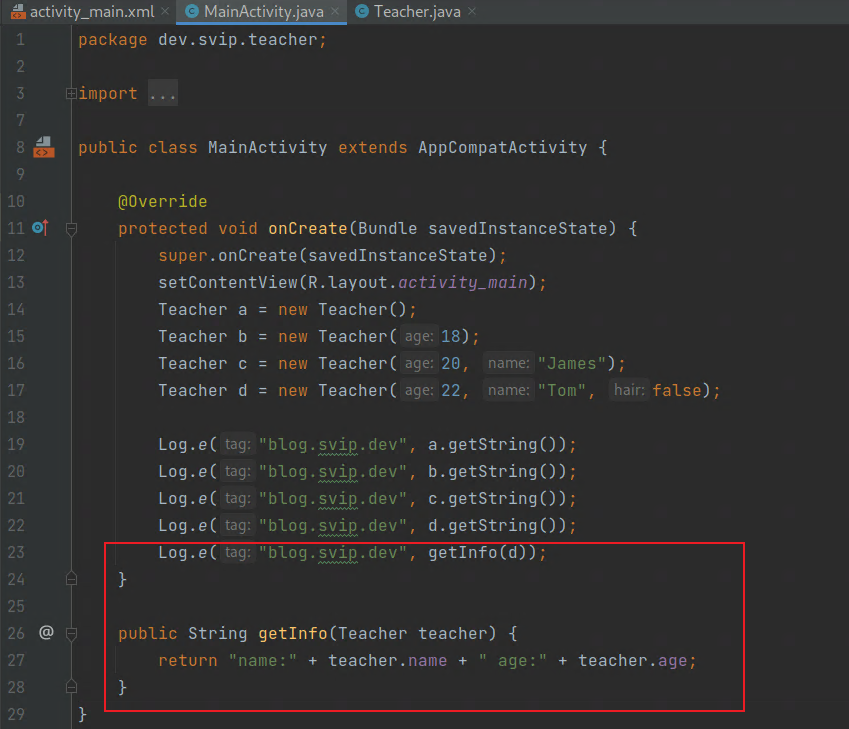 activity_main.xml × MainActivity.java × Teacher.java ×
1 package dev.svip.teacher;
2
3 import ...
7
8 public class MainActivity extends AppCompatActivity {
9
10 @Override
11 protected void onCreate(Bundle savedInstanceState) {
12 super.onCreate(savedInstanceState);
13 setContentView(R.layout.activity_main);
14 Teacher a = new Teacher();
15 Teacher b = new Teacher( age: 18);
16 Teacher c = new Teacher( age: 20, name: "James");
17 Teacher d = new Teacher( age: 22, name: "Tom", hair: false);
18
19 Log.e( tag: "blog.svip.dev", a.getString());
20 Log.e( tag: "blog.svip.dev", b.getString());
21 Log.e( tag: "blog.svip.dev", c.getString());
22 Log.e( tag: "blog.svip.dev", d.getString());
23 Log.e( tag: "blog.svip.dev", getInfo(d));
24 }
25
26 @ public String getInfo(Teacher teacher) {
27 return "name:" + teacher.name + " age:" + teacher.age;
28 }
29 }